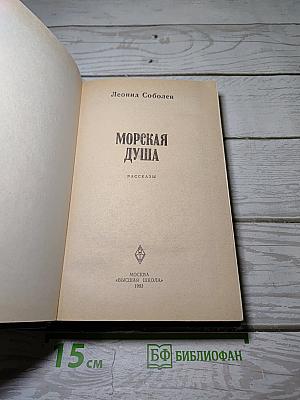 Леонид Соболев
МОРСКАЯ
ДУША
РАССКАЗЫ
МОСКВА
«ВЫСШАЯ ШКОЛА»
1983
15 см
БФ БИБЛИОФАН